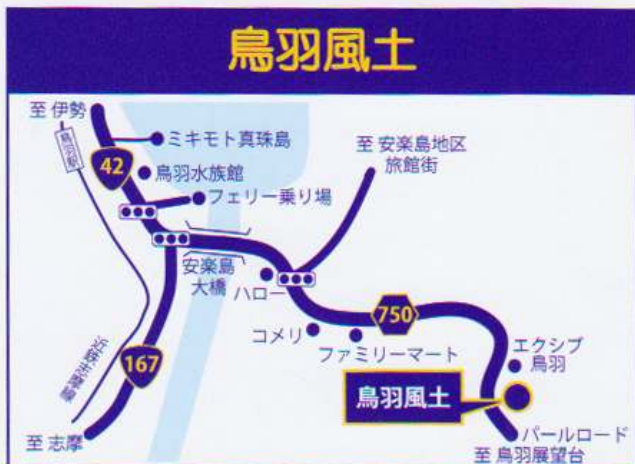 鳥羽風土
至 伊勢
鳥羽駅
ミキモト真珠島
42
鳥羽水族館
至 安楽島地区
旅館街
フェリー乗り場
安楽島
大橋
ハロー
750
コメリ
ファミリーマート
エクシブ
鳥羽
167
近鉄志摩線
鳥羽風土
至 志摩
パールロード
至 鳥羽展望台